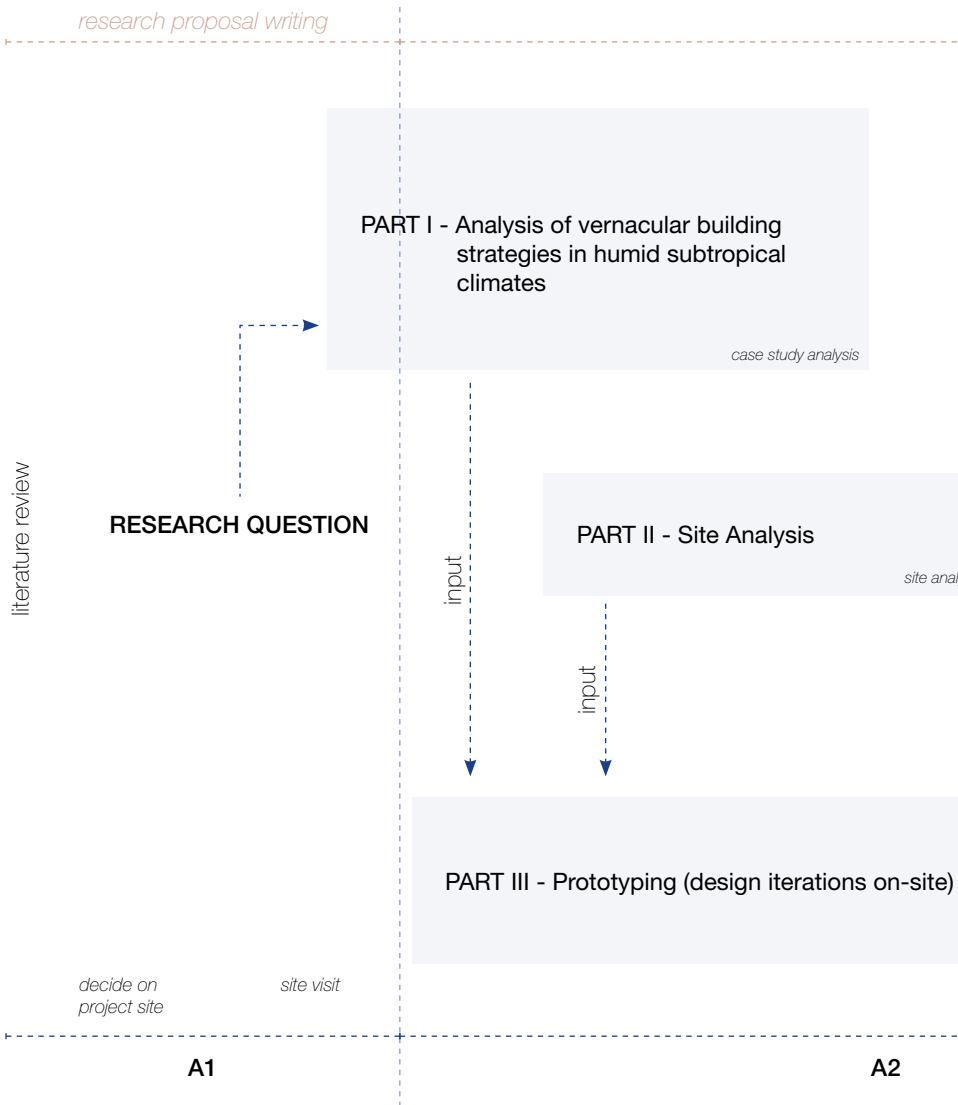 research proposal writing
PART I - Analysis of vernacular building
strategies in humid subtropical
climates
case study analysis
literature review
RESEARCH QUESTION
input
PART II - Site Analysis
site anal
input
PART III - Prototyping (design iterations on-site)
decide on
project site
site visit
A1
A2